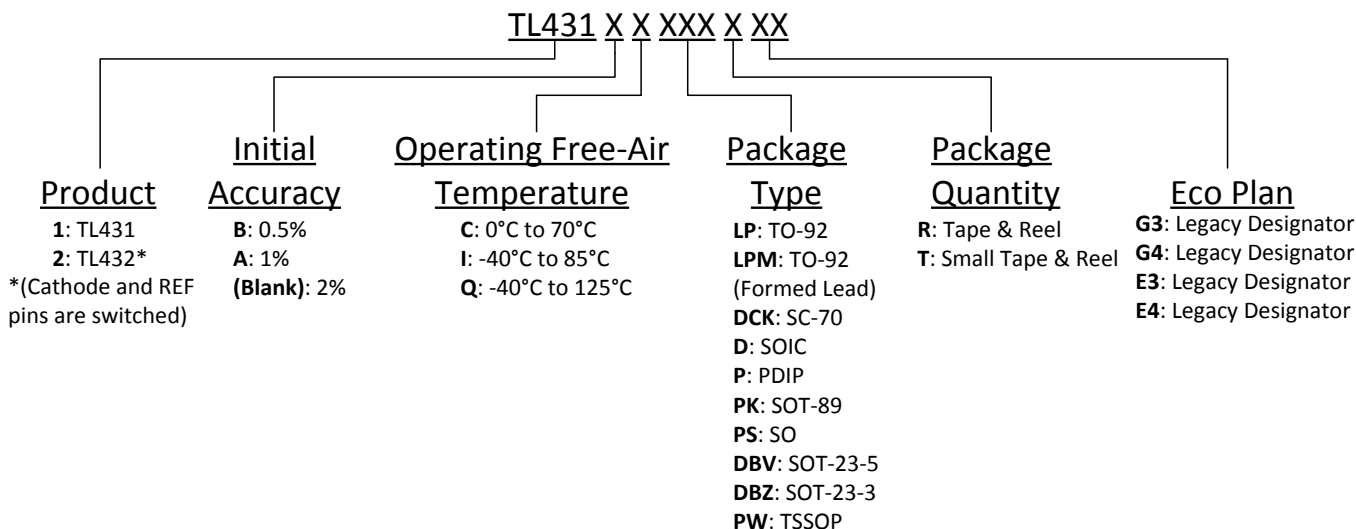 TL431 X X XXX X XX
Product
1: TL431
2: TL432*
*(Cathode and REF
pins are switched)
Initial
Accuracy
B: 0.5%
A: 1%
(Blank): 2%
Operating Free-Air
Temperature
C: 0°C to 70°C
I: -40°C to 85°C
Q: -40°C to 125°C
Package
Type
LP: TO-92
LPM: TO-92
(Formed Lead)
DCK: SC-70
D: SOIC
P: PDIP
PK: SOT-89
PS: SO
DBV: SOT-23-5
DBZ: SOT-23-3
PW: TSSOP
Package
Quantity
R: Tape & Reel
T: Small Tape & Reel
Eco Plan
G3: Legacy Designator
G4: Legacy Designator
E3: Legacy Designator
E4: Legacy Designator